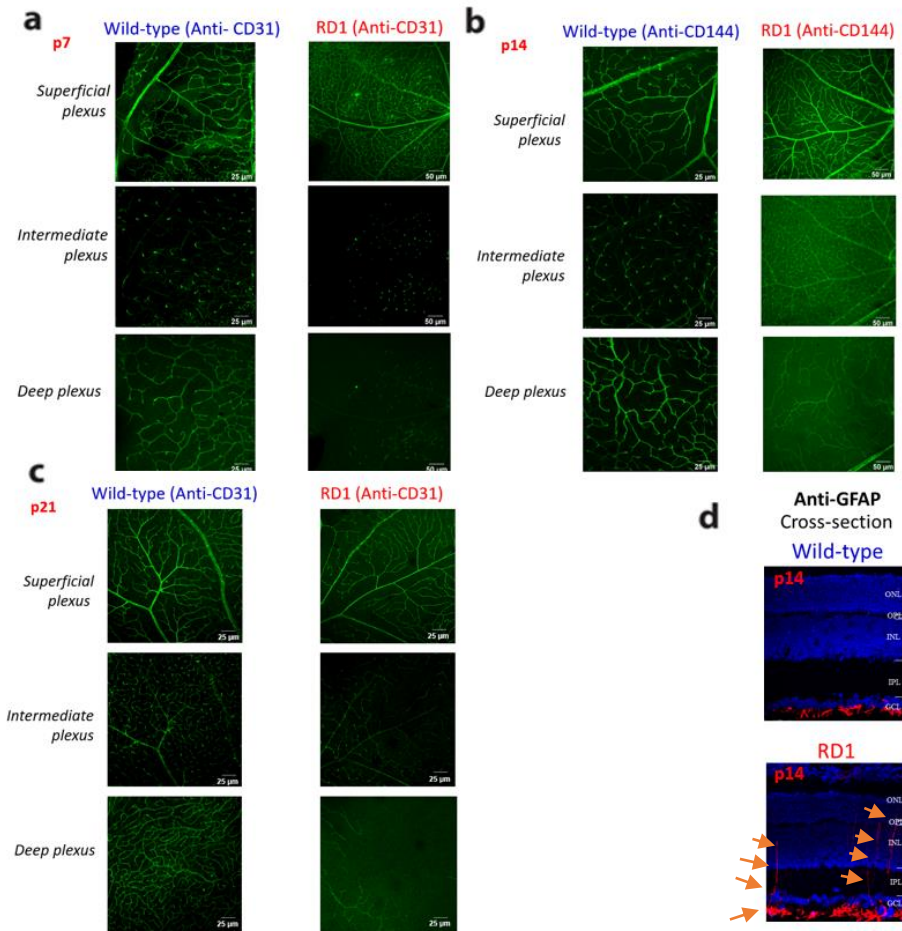 a
Wild-type (Anti- CD31)
RD1 (Anti-CD31)
p7
Superficial
plexus
25 µm
50 µm
Intermediate
plexus
25 µm
50 µm
Deep plexus
25 µm
50 µm
b
Wild-type (Anti-CD144)
RD1 (Anti-CD144)
p14
Superficial
plexus
25 µm
50 µm
Intermediate
plexus
25 µm
50 µm
Deep plexus
25 µm
50 µm
c
Wild-type (Anti-CD31)
RD1 (Anti-CD31)
p21
Superficial
plexus
25 µm
25 µm
Intermediate
plexus
25 µm
25 µm
Deep plexus
25 µm
25 µm
d
Anti-GFAP
Cross-section
Wild-type
p14
ONL
OPL
INL
IPL
GCL
RD1
p14
ONL
OPL
INL
IPL
GCL